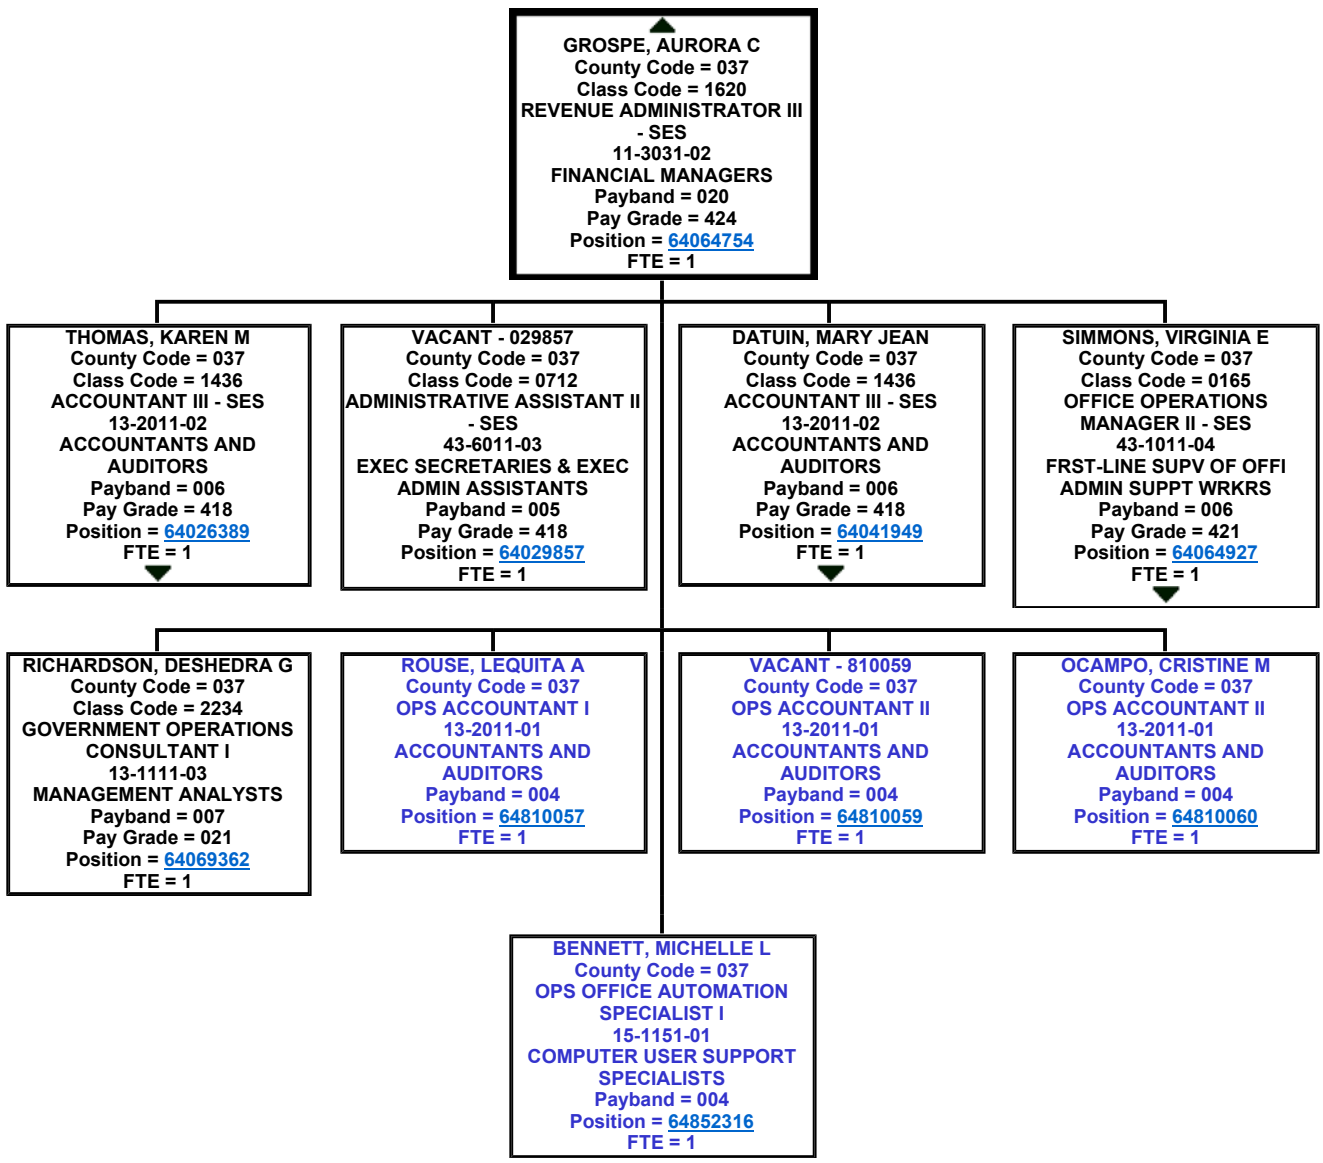 GROSPE, AURORA C
County Code = 037
Class Code = 1620
REVENUE ADMINISTRATOR III
- SES
11-3031-02
FINANCIAL MANAGERS
Payband = 020
Pay Grade = 424
Position = 64064754
FTE = 1
THOMAS, KAREN M
County Code = 037
Class Code = 1436
ACCOUNTANT III - SES
13-2011-02
ACCOUNTANTS AND
AUDITORS
Payband = 006
Pay Grade = 418
Position = 64026389
FTE = 1
VACANT - 029857
County Code = 037
Class Code = 0712
ADMINISTRATIVE ASSISTANT II
- SES
43-6011-03
EXEC SECRETARIES & EXEC
ADMIN ASSISTANTS
Payband = 005
Pay Grade = 418
Position = 64029857
FTE = 1
DATUIN, MARY JEAN
County Code = 037
Class Code = 1436
ACCOUNTANT III - SES
13-2011-02
ACCOUNTANTS AND
AUDITORS
Payband = 006
Pay Grade = 418
Position = 64041949
FTE = 1
SIMMONS, VIRGINIA E
County Code = 037
Class Code = 0165
OFFICE OPERATIONS
MANAGER II - SES
43-1011-04
FRST-LINE SUPV OF OFFI
ADMIN SUPPT WRKRS
Payband = 006
Pay Grade = 421
Position = 64064927
FTE = 1
RICHARDSON, DESHEDRA G
County Code = 037
Class Code = 2234
GOVERNMENT OPERATIONS
CONSULTANT I
13-1111-03
MANAGEMENT ANALYSTS
Payband = 007
Pay Grade = 021
Position = 64069362
FTE = 1
ROUSE, LEQUITA A
County Code = 037
OPS ACCOUNTANT I
13-2011-01
ACCOUNTANTS AND
AUDITORS
Payband = 004
Position = 64810057
FTE = 1
VACANT - 810059
County Code = 037
OPS ACCOUNTANT II
13-2011-01
ACCOUNTANTS AND
AUDITORS
Payband = 004
Position = 64810059
FTE = 1
OCAMPO, CRISTINE M
County Code = 037
OPS ACCOUNTANT II
13-2011-01
ACCOUNTANTS AND
AUDITORS
Payband = 004
Position = 64810060
FTE = 1
BENNETT, MICHELLE L
County Code = 037
OPS OFFICE AUTOMATION
SPECIALIST I
15-1151-01
COMPUTER USER SUPPORT
SPECIALISTS
Payband = 004
Position = 64852316
FTE = 1